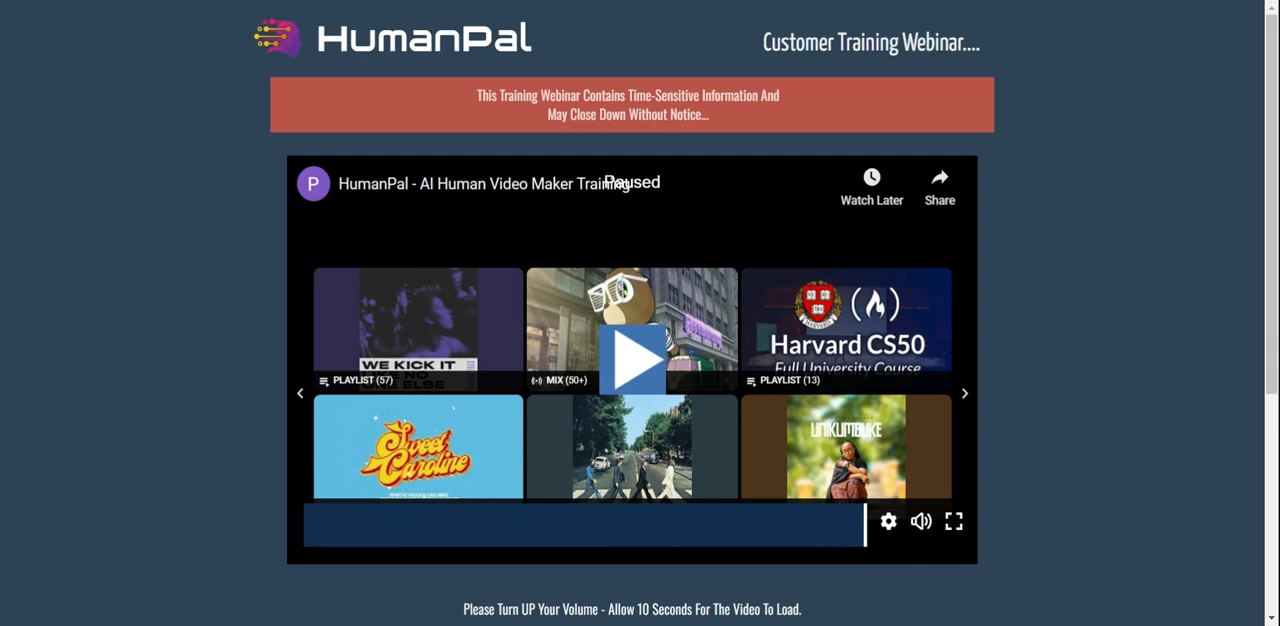 HumanPal
Customer Training Webinar....
This Training Webinar Contains Time-Sensitive Information And
May Close Down Without Notice...
P
HumanPal - AI Human Video Maker Training
Paused
Watch Later
Share
WE KICK IT
PLAYLIST (57)
MIX (50+)
Harvard CS50
Full University Course
PLAYLIST (13)
Sweet
Caroline
UNIKUMBUKE
Please Turn UP Your Volume - Allow 10 Seconds For The Video To Load.